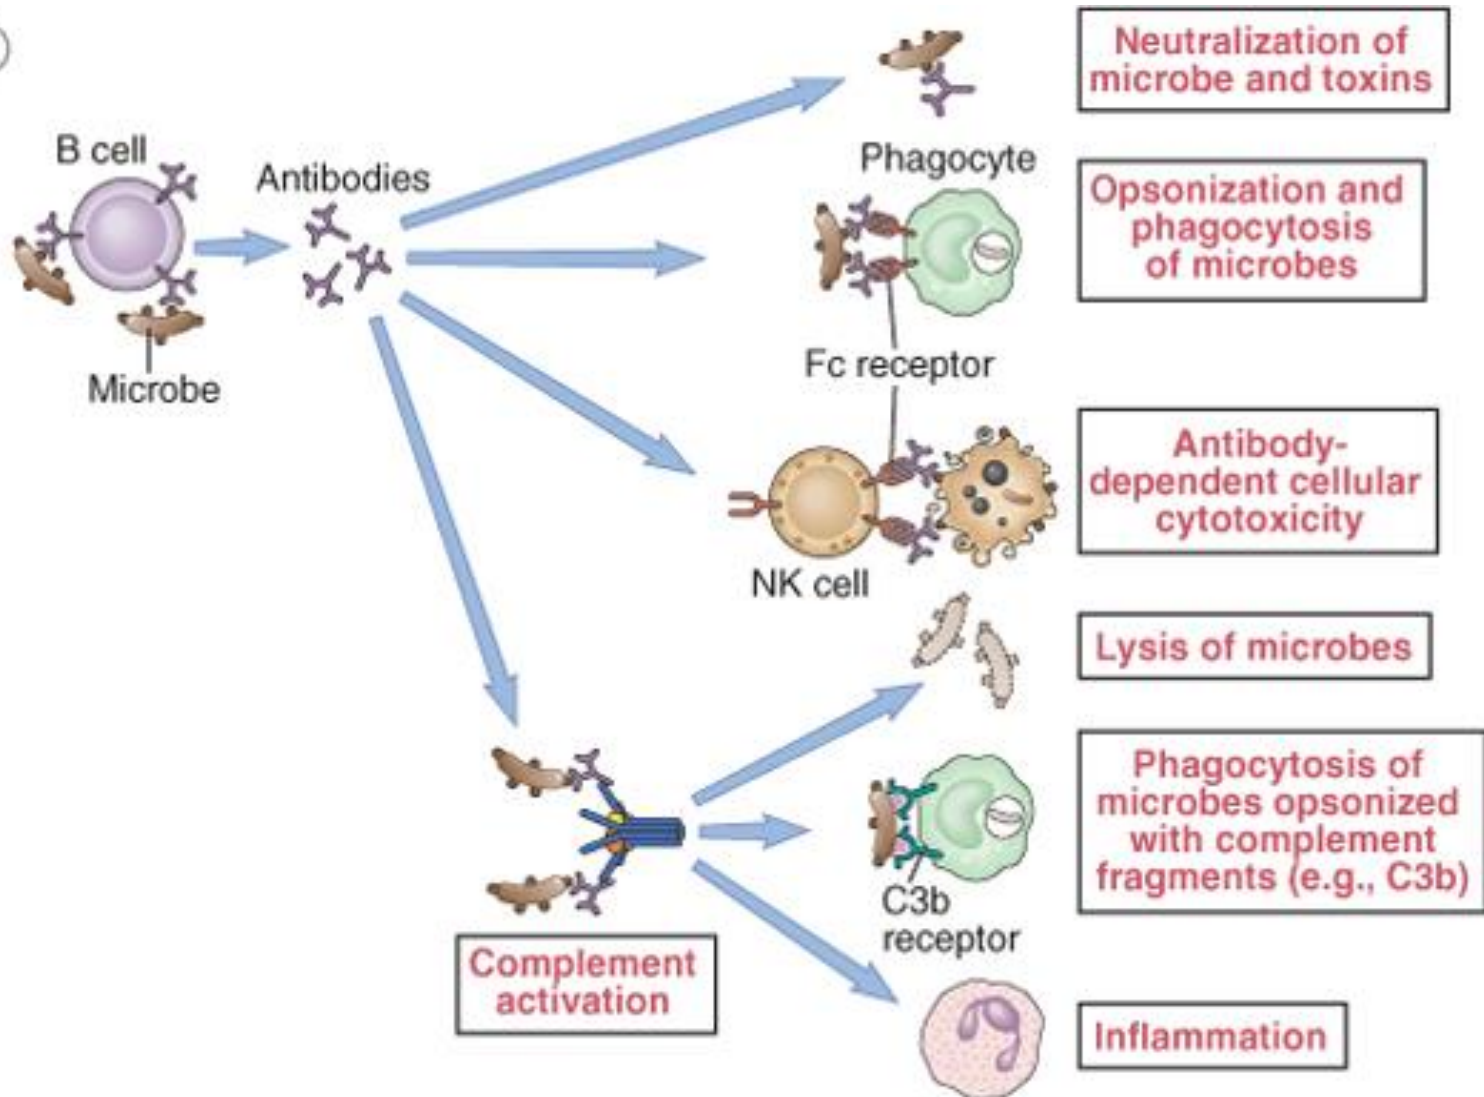 Neutralization of
microbe and toxins
B cell
Antibodies
Phagocyte
Opsonization and
phagocytosis
of microbes
Microbe
Fc receptor
Antibody-
dependent cellular
cytotoxicity
NK cell
Lysis of microbes
Phagocytosis of
microbes opsonized
with complement
fragments (e.g., C3b)
C3b
receptor
Complement
activation
Inflammation